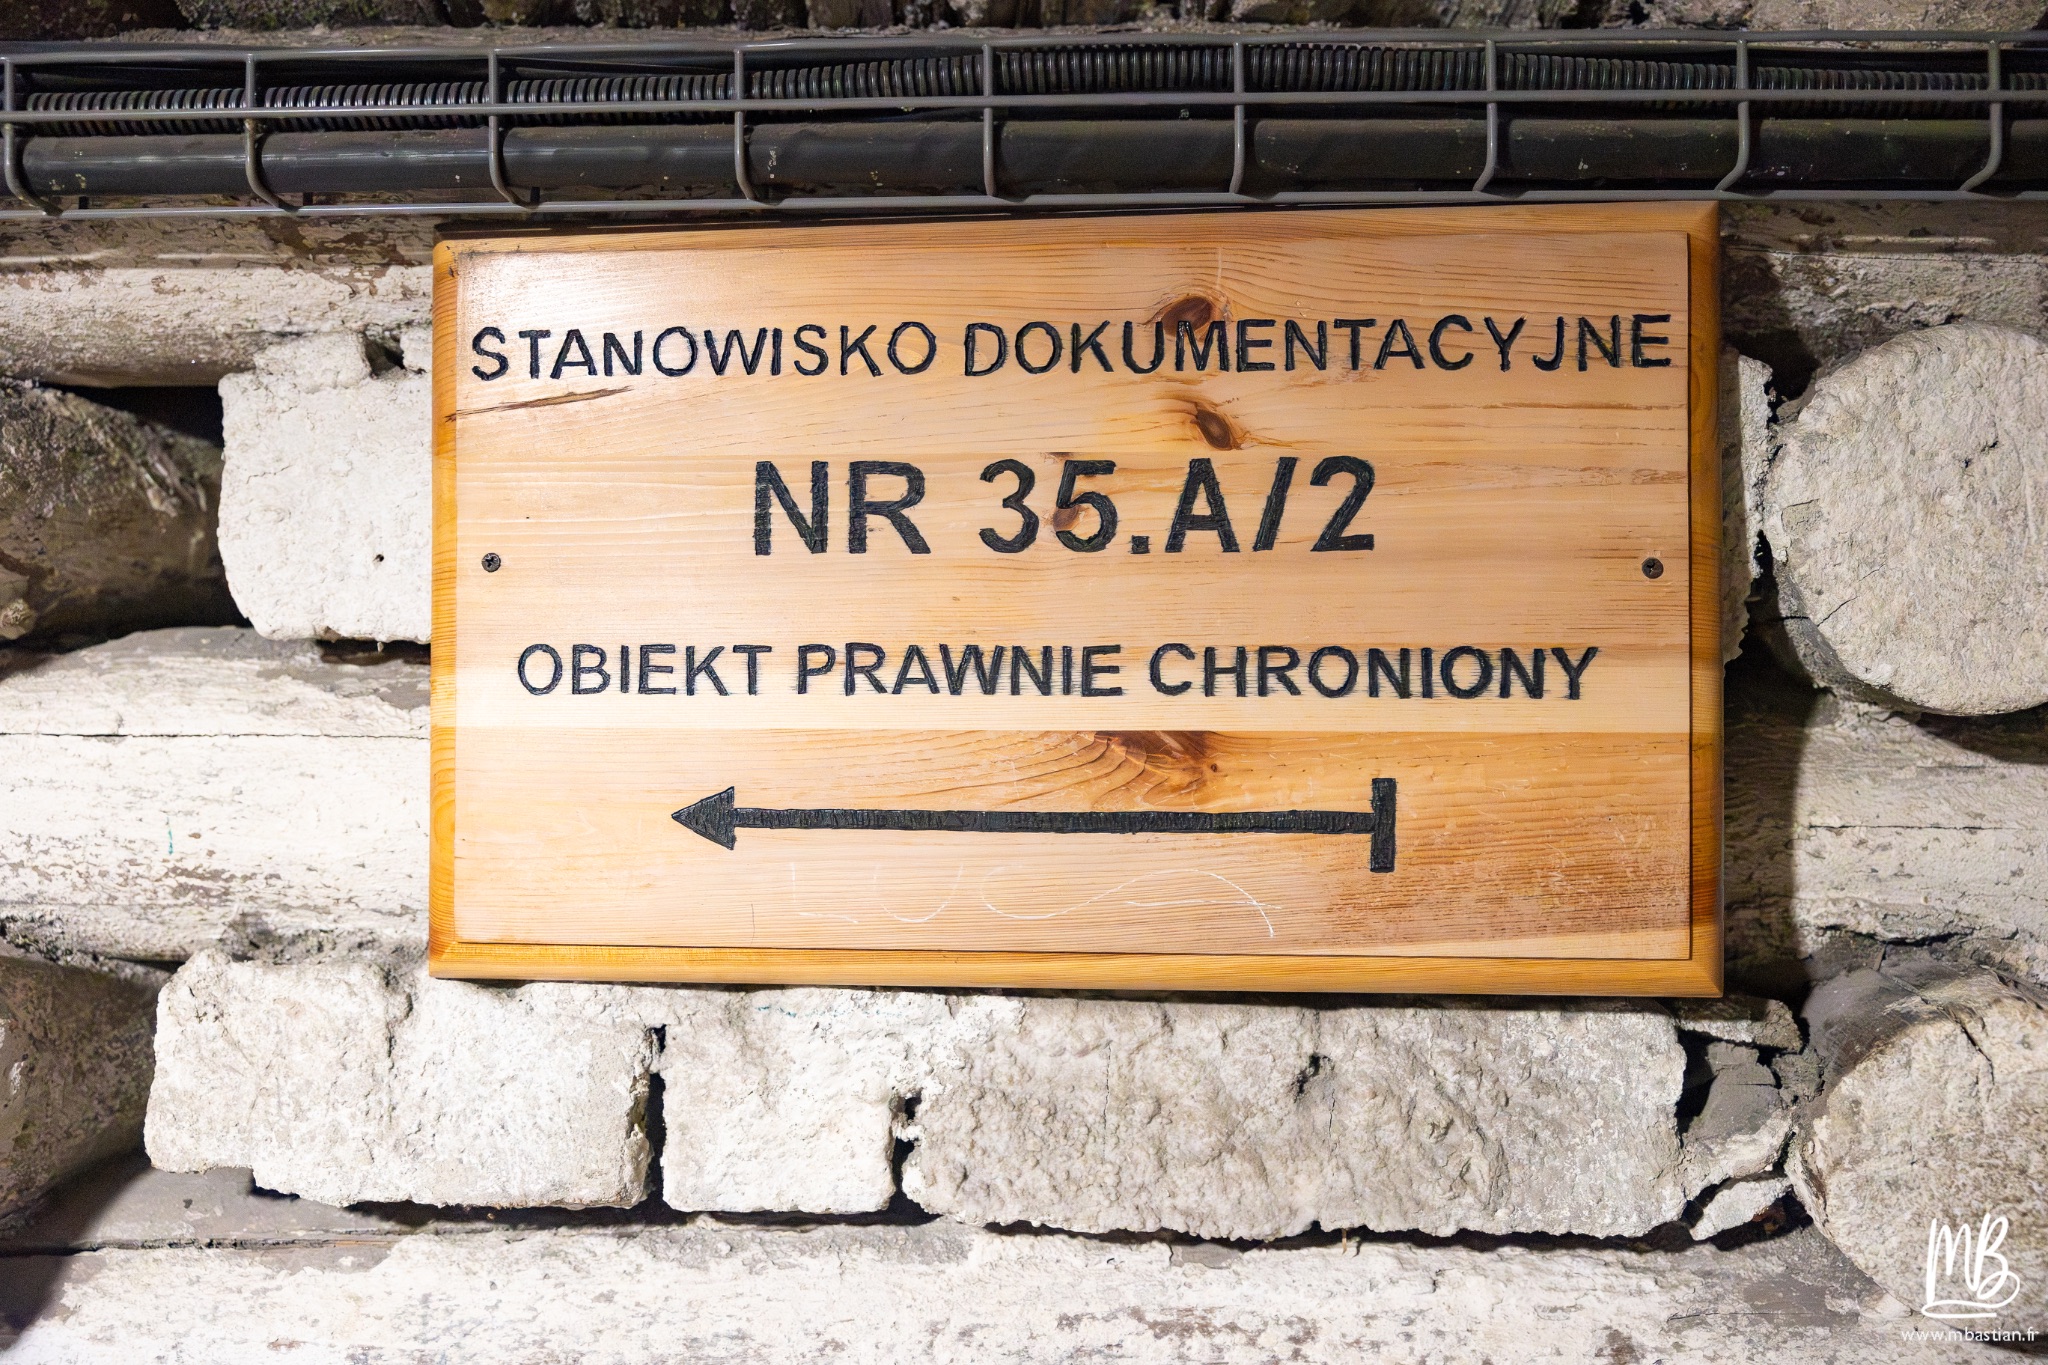 STANOWISKO DOKUMENTACYJNE
NR 35.A/2
OBIEKT PRAWNIE CHRONIONY
MB
www.mbastian.fr